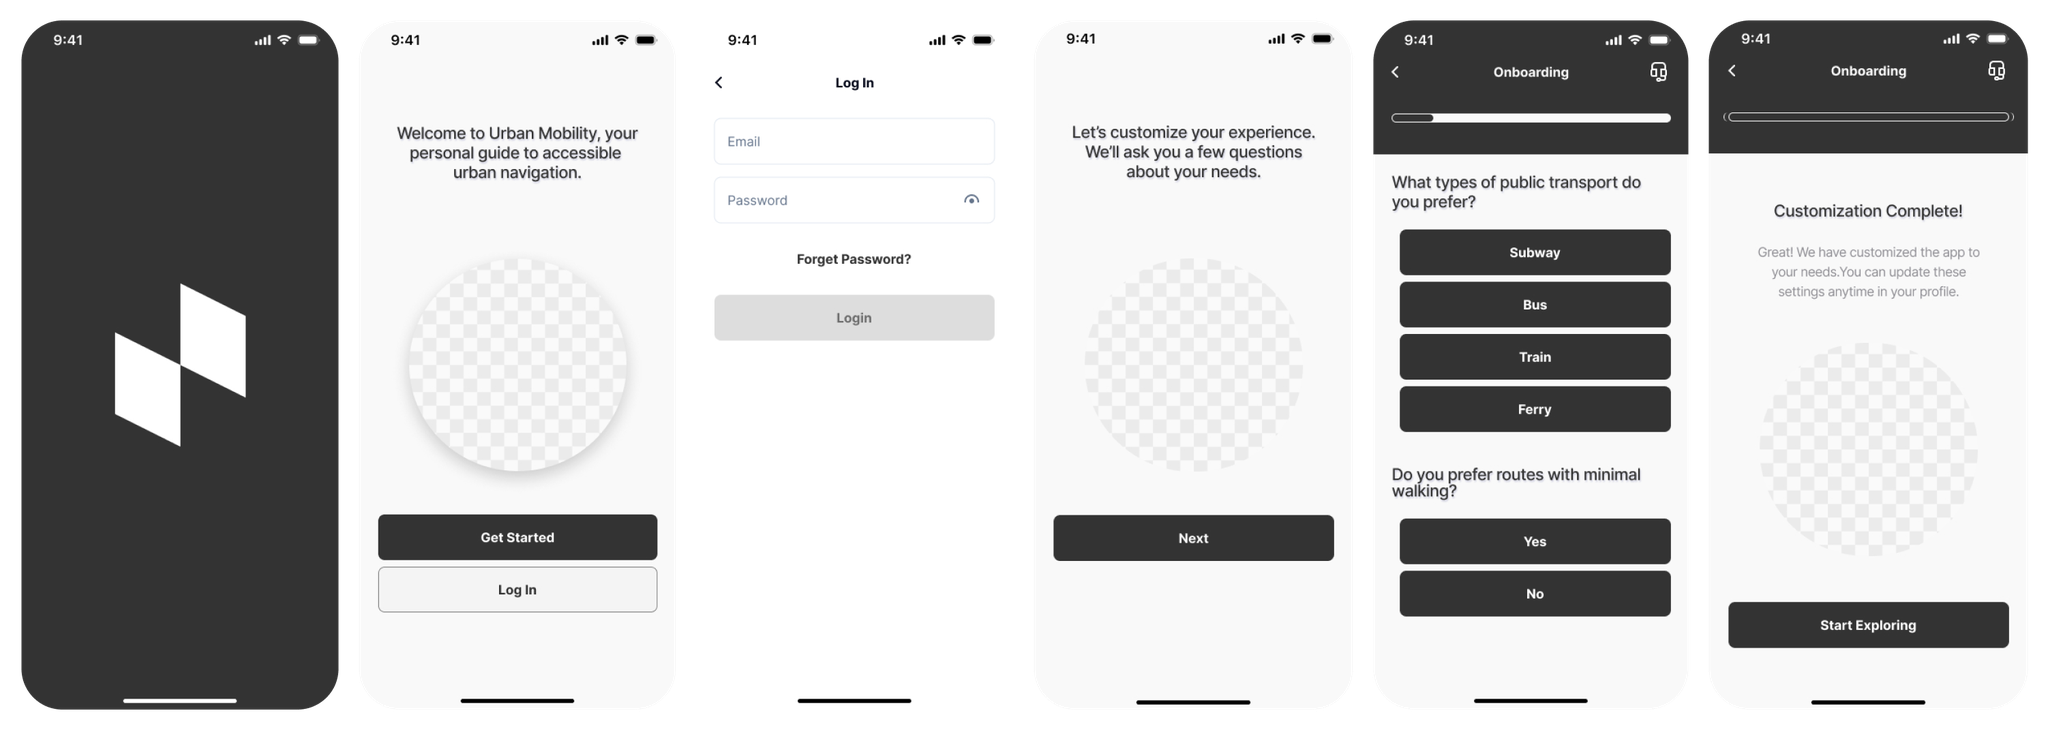 9:41
9:41
Welcome to Urban Mobility, your
personal guide to accessible
urban navigation.
Get Started
Log In
9:41
Log In
Email
Password
Forget Password?
Login
9:41
Let's customize your experience.
We'll ask you a few questions
about your needs.
Next
9:41
Onboarding
What types of public transport do
you prefer?
Subway
Bus
Train
Ferry
Do you prefer routes with minimal
walking?
Yes
No
9:41
Onboarding
Customization Complete!
Great! We have customized the app to
your needs.You can update these
settings anytime in your profile.
Start Exploring